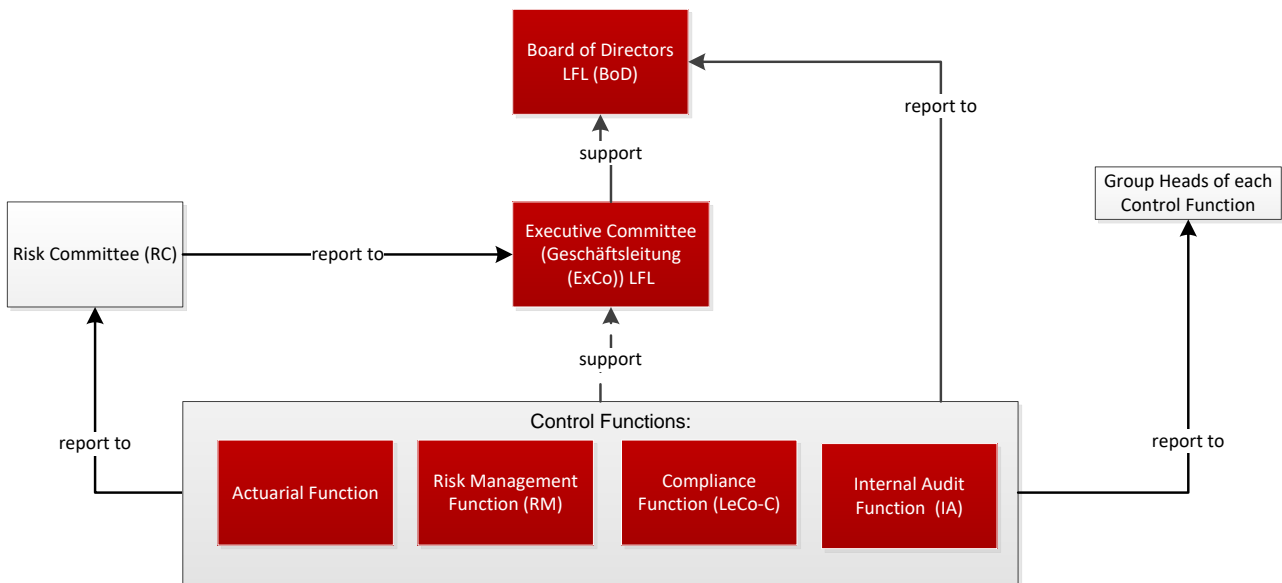 Board of Directors
LFL (BoD)
report to
support
Group Heads of each
Control Function
Risk Committee (RC)
report to
Executive Committee
(Geschäftsleitung
(ExCo)) LFL
support
Control Functions:
report to
report to
Actuarial Function
Risk Management
Function (RM)
Compliance
Function (LeCo-C)
Internal Audit
Function (IA)